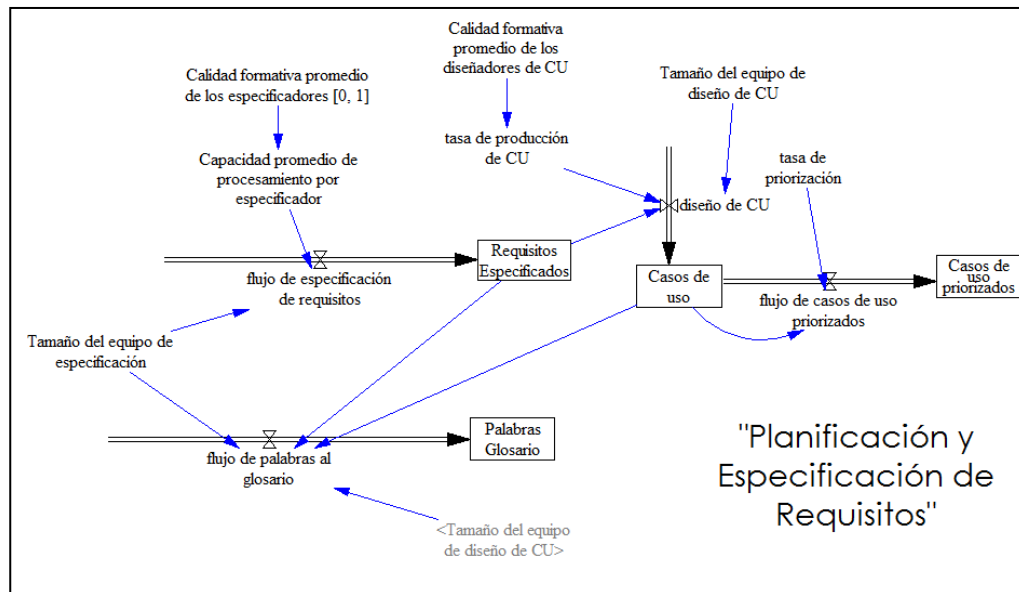 Calidad formativa
promedio de los
diseñadores de CU
Calidad formativa promedio
de los especificadores [0, 1]
Tamaño del equipo de
diseño de CU
tasa de producción
de CU
Capacidad promedio de
procesamiento por
especificador
tasa de
priorización
diseño de CU
Requisitos
Especificados
flujo de especificación
de requisitos
Casos de
uso
Casos de
uso
priorizados
flujo de casos de uso
priorizados
Tamaño del equipo de
especificación
Palabras
Glosario
flujo de palabras al
glosario
"Planificación y
Especificación de
Requisitos"
<Tamaño del equipo
de diseño de CU>